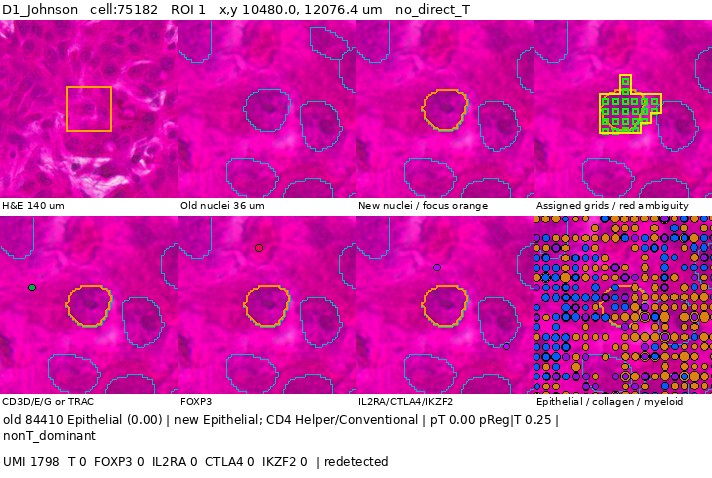 D1_Johnson cell:75182 ROI 1 x,y 10480.0, 12076.4 um no_direct_T
H&E 140 um
Old nuclei 36 um
New nuclei / focus orange
Assigned grids / red ambiguity
CD3D/E/G or TRAC
FOXP3
IL2RA/CTLA4/IKZF2
Epithelial / collagen / myeloid
old 84410 Epithelial (0.00) | new Epithelial; CD4 Helper/Conventional | pT 0.00 pReg|T 0.25 |
nonT_dominant
UMI 1798 T 0 FOXP3 0 IL2RA 0 CTLA4 0 IKZF2 0 | redetected